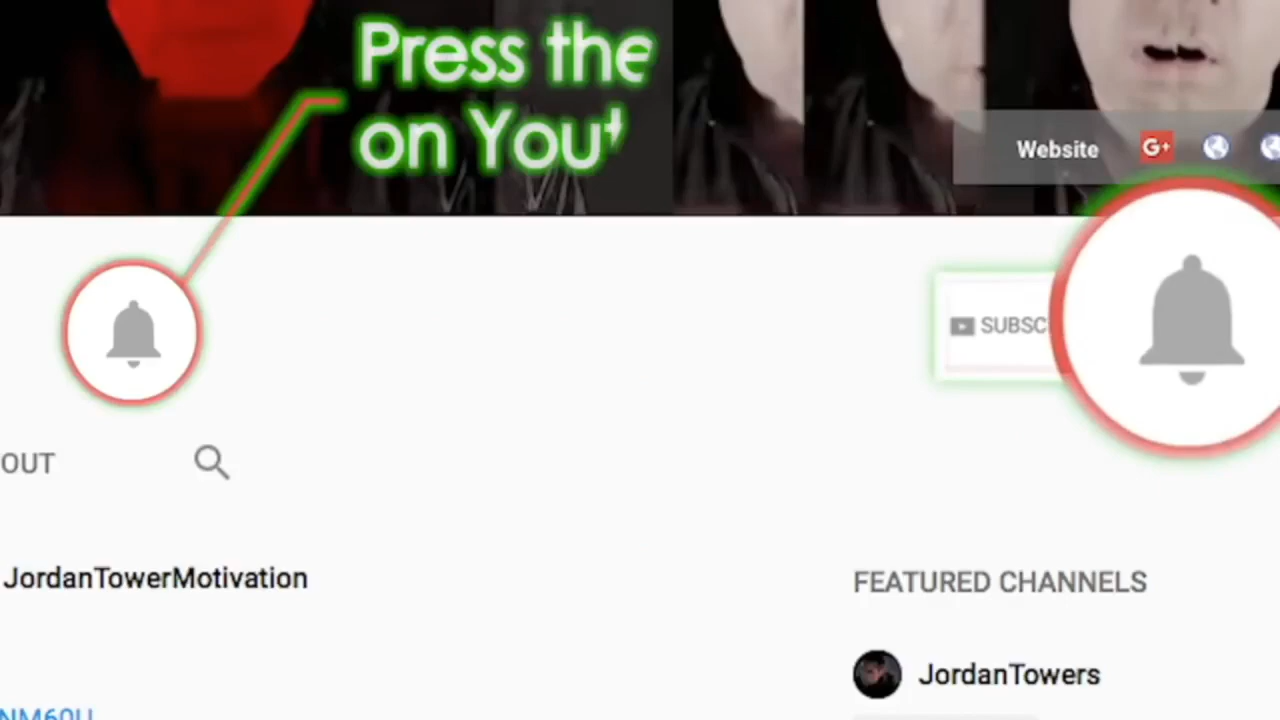 Press the
on You
Website
G+
SUBSC
OUT
JordanTowerMotivation
FEATURED CHANNELS
JordanTowers